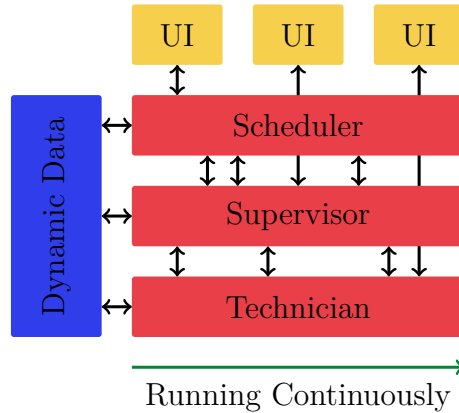 UI
UI
UI
Scheduler
Dynamic Data
Supervisor
Technician
Running Continuously